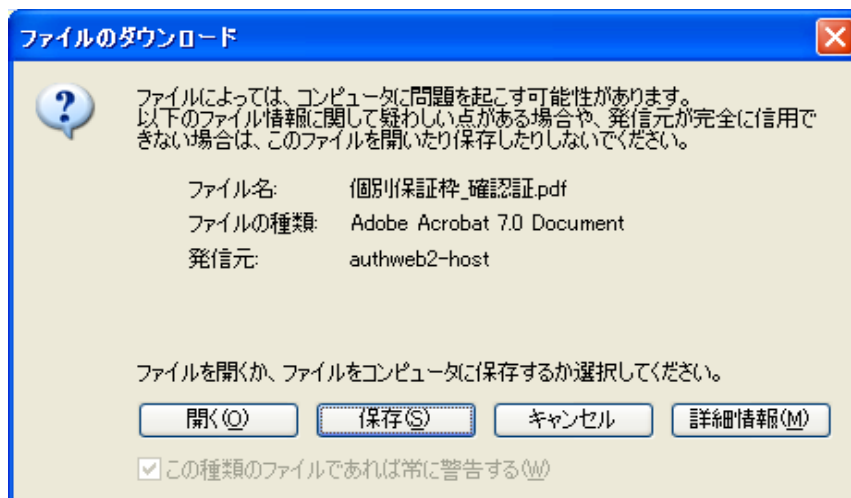 ファイルのダウンロード
ファイルによっては、コンピュータに問題を起こす可能性があります。
以下のファイル情報に関して疑わしい点がある場合や、発信元が完全に信用で
きない場合は、このファイルを開いたり保存したりしないでください。
ファイル名: 個別保証枠_確認証.pdf
ファイルの種類: Adobe Acrobat 7.0 Document
発信元: authweb2-host
ファイルを開くか、ファイルをコンピュータに保存するか選択してください。
開く(O) 保存(S) キャンセル 詳細情報(M)
この種類のファイルであれば常に警告する(W)